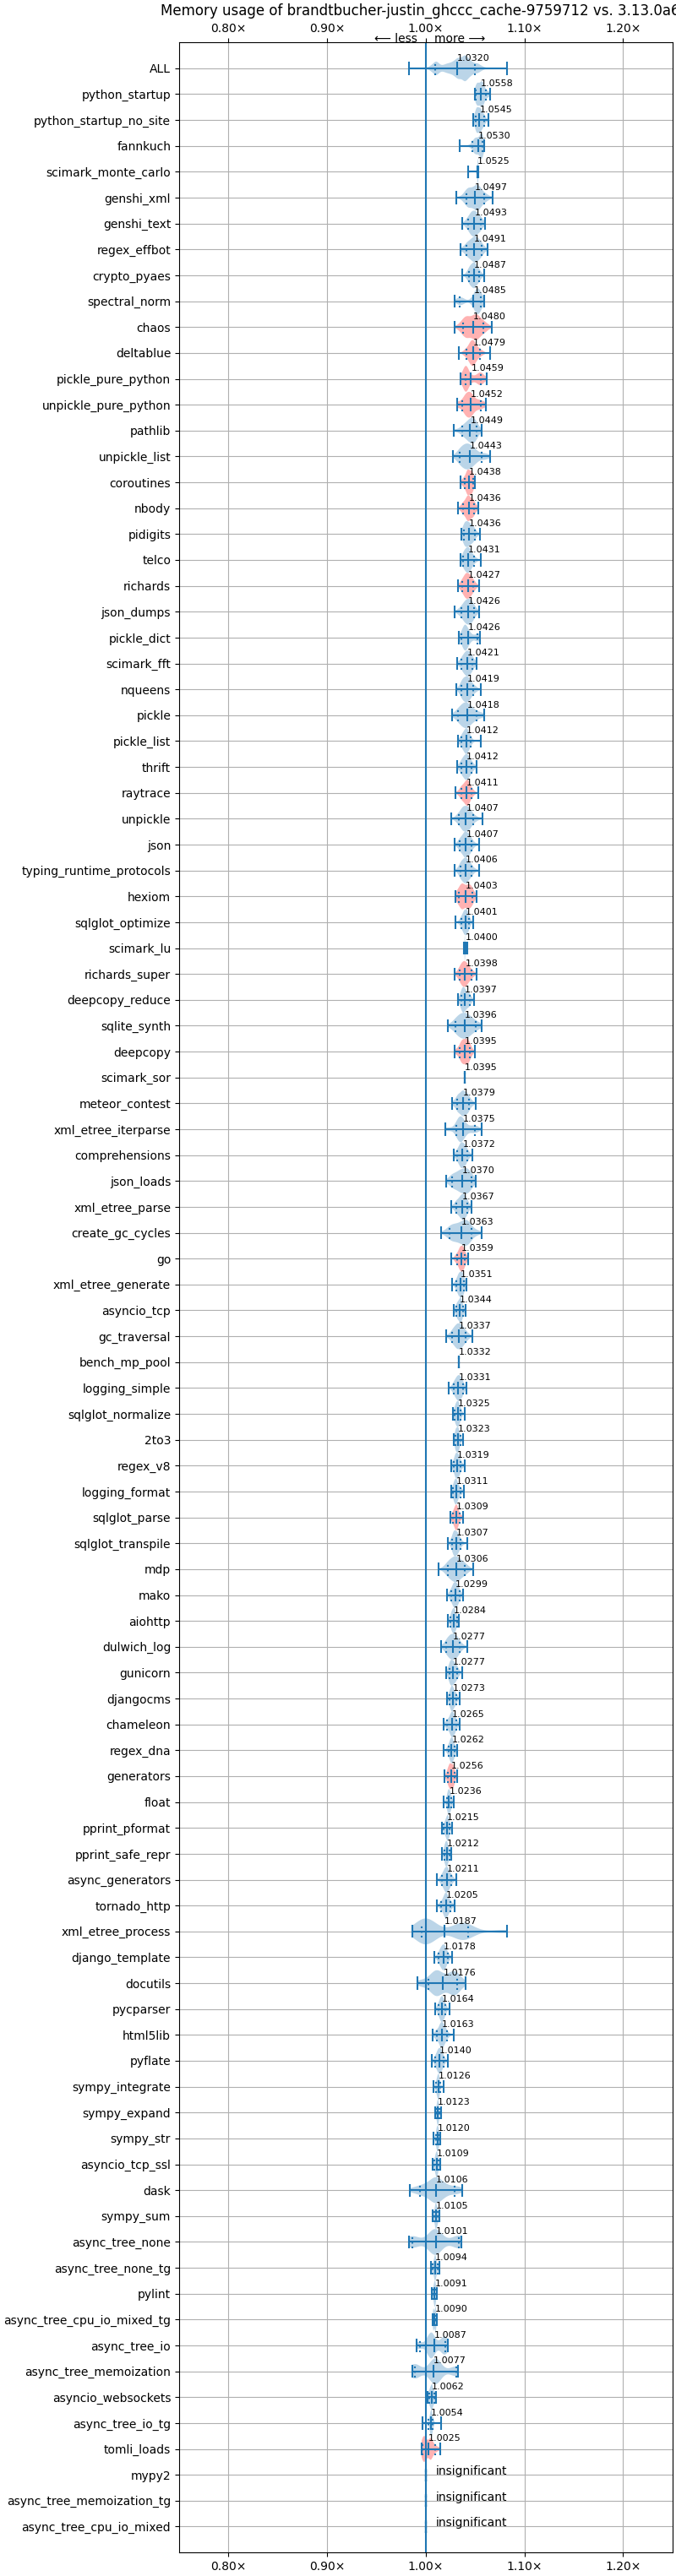 Memory usage of brandtbucher-justin_ghccc_cache-9759712 vs. 3.13.0a6
0.80× 0.90× 1.00× 1.10× 1.20×
⟵ less more ⟶
ALL 1.0320
python_startup 1.0558
python_startup_no_site 1.0545
fannkuch 1.0530
scimark_monte_carlo 1.0525
genshi_xml 1.0497
genshi_text 1.0493
regex_effbot 1.0491
crypto_pyaes 1.0487
spectral_norm 1.0485
chaos 1.0480
deltablue 1.0479
pickle_pure_python 1.0459
unpickle_pure_python 1.0452
pathlib 1.0449
unpickle_list 1.0443
coroutines 1.0438
nbody 1.0436
pidigits 1.0436
telco 1.0431
richards 1.0427
json_dumps 1.0426
pickle_dict 1.0426
scimark_fft 1.0421
nqueens 1.0419
pickle 1.0418
pickle_list 1.0412
thrift 1.0412
raytrace 1.0411
unpickle 1.0407
json 1.0407
typing_runtime_protocols 1.0406
hexiom 1.0403
sqlglot_optimize 1.0401
scimark_lu 1.0400
richards_super 1.0398
deepcopy_reduce 1.0397
sqlite_synth 1.0396
deepcopy 1.0395
scimark_sor 1.0395
meteor_contest 1.0379
xml_etree_iterparse 1.0375
comprehensions 1.0372
json_loads 1.0370
xml_etree_parse 1.0367
create_gc_cycles 1.0363
go 1.0359
xml_etree_generate 1.0351
asyncio_tcp 1.0344
gc_traversal 1.0337
bench_mp_pool 1.0332
logging_simple 1.0331
sqlglot_normalize 1.0325
2to3 1.0323
regex_v8 1.0319
logging_format 1.0311
sqlglot_parse 1.0309
sqlglot_transpile 1.0307
mdp 1.0306
mako 1.0299
aiohttp 1.0284
dulwich_log 1.0277
gunicorn 1.0277
djangocms 1.0273
chameleon 1.0265
regex_dna 1.0262
generators 1.0256
float 1.0236
pprint_pformat 1.0215
pprint_safe_repr 1.0212
async_generators 1.0211
tornado_http 1.0205
xml_etree_process 1.0187
django_template 1.0178
docutils 1.0176
pycparser 1.0164
html5lib 1.0163
pyflate 1.0140
sympy_integrate 1.0126
sympy_expand 1.0123
sympy_str 1.0120
asyncio_tcp_ssl 1.0109
dask 1.0106
sympy_sum 1.0105
async_tree_none 1.0101
async_tree_none_tg 1.0094
pylint 1.0091
async_tree_cpu_io_mixed_tg 1.0090
async_tree_io 1.0087
async_tree_memoization 1.0077
asyncio_websockets 1.0062
async_tree_io_tg 1.0054
tomli_loads 1.0025
mypy2 insignificant
async_tree_memoization_tg insignificant
async_tree_cpu_io_mixed insignificant
0.80× 0.90× 1.00× 1.10× 1.20×